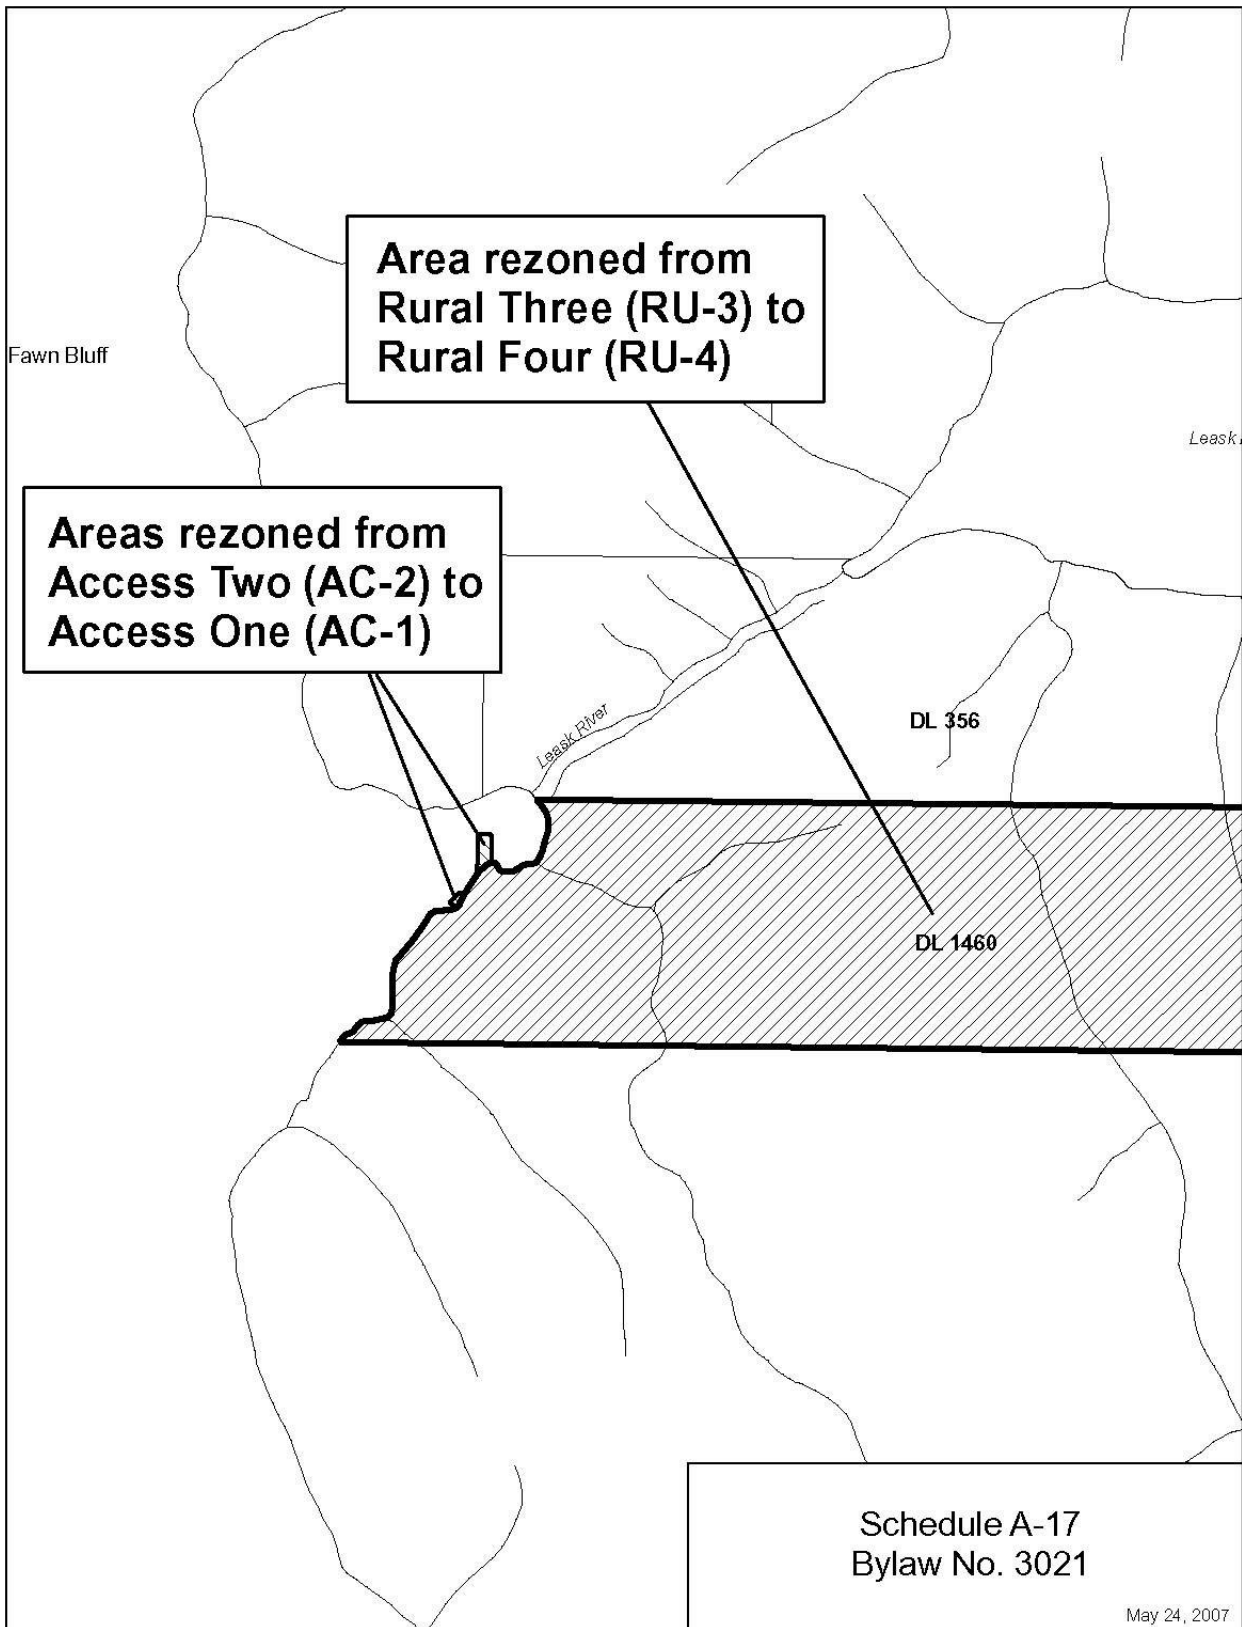 Area rezoned from
Rural Three (RU-3) to
Rural Four (RU-4)
Fawn Bluff
Leask
Areas rezoned from
Access Two (AC-2) to
Access One (AC-1)
Leask River
DL 356
DL 1460
Schedule A-17
Bylaw No. 3021
May 24, 2007